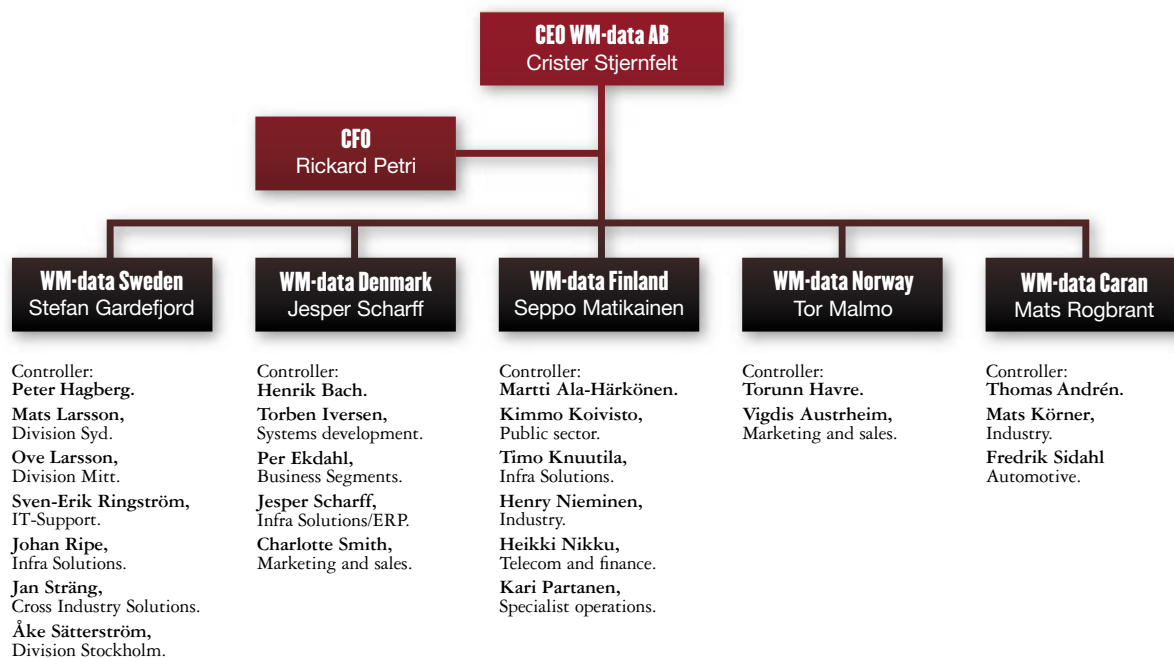 CEO WM-data AB
Crister Stjernfelt
CFO
Rickard Petri
WM-data Sweden
Stefan Gardefjord
WM-data Denmark
Jesper Scharff
WM-data Finland
Seppo Matikainen
WM-data Norway
Tor Malmo
WM-data Caran
Mats Rogbrant
Controller:
Peter Hagberg.
Mats Larsson,
Division Syd.
Ove Larsson,
Division Mitt.
Sven-Erik Ringström,
IT-Support.
Johan Ripe,
Infra Solutions.
Jan Sträng,
Cross Industry Solutions.
Åke Sätterström,
Division Stockholm.
Controller:
Henrik Bach.
Torben Iversen,
Systems development.
Per Ekdahl,
Business Segments.
Jesper Scharff,
Infra Solutions/ERP.
Charlotte Smith,
Marketing and sales.
Controller:
Martti Ala-Härkönen.
Kimmo Koivisto,
Public sector.
Timo Knuutila,
Infra Solutions.
Henry Nieminen,
Industry.
Heikki Nikku,
Telecom and finance.
Kari Partanen,
Specialist operations.
Controller:
Torunn Havre.
Vigdis Austrheim,
Marketing and sales.
Controller:
Thomas Andrén.
Mats Körner,
Industry.
Fredrik Sidahl
Automotive.